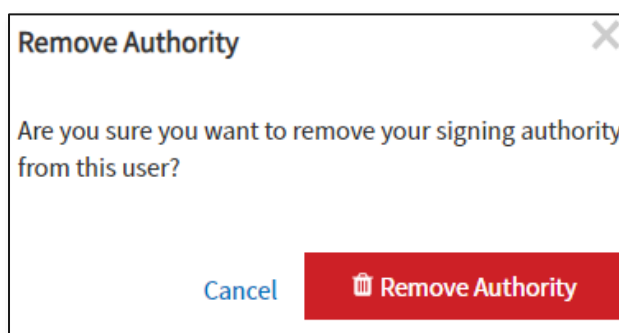 Remove Authority
Are you sure you want to remove your signing authority
from this user?
Cancel
Remove Authority